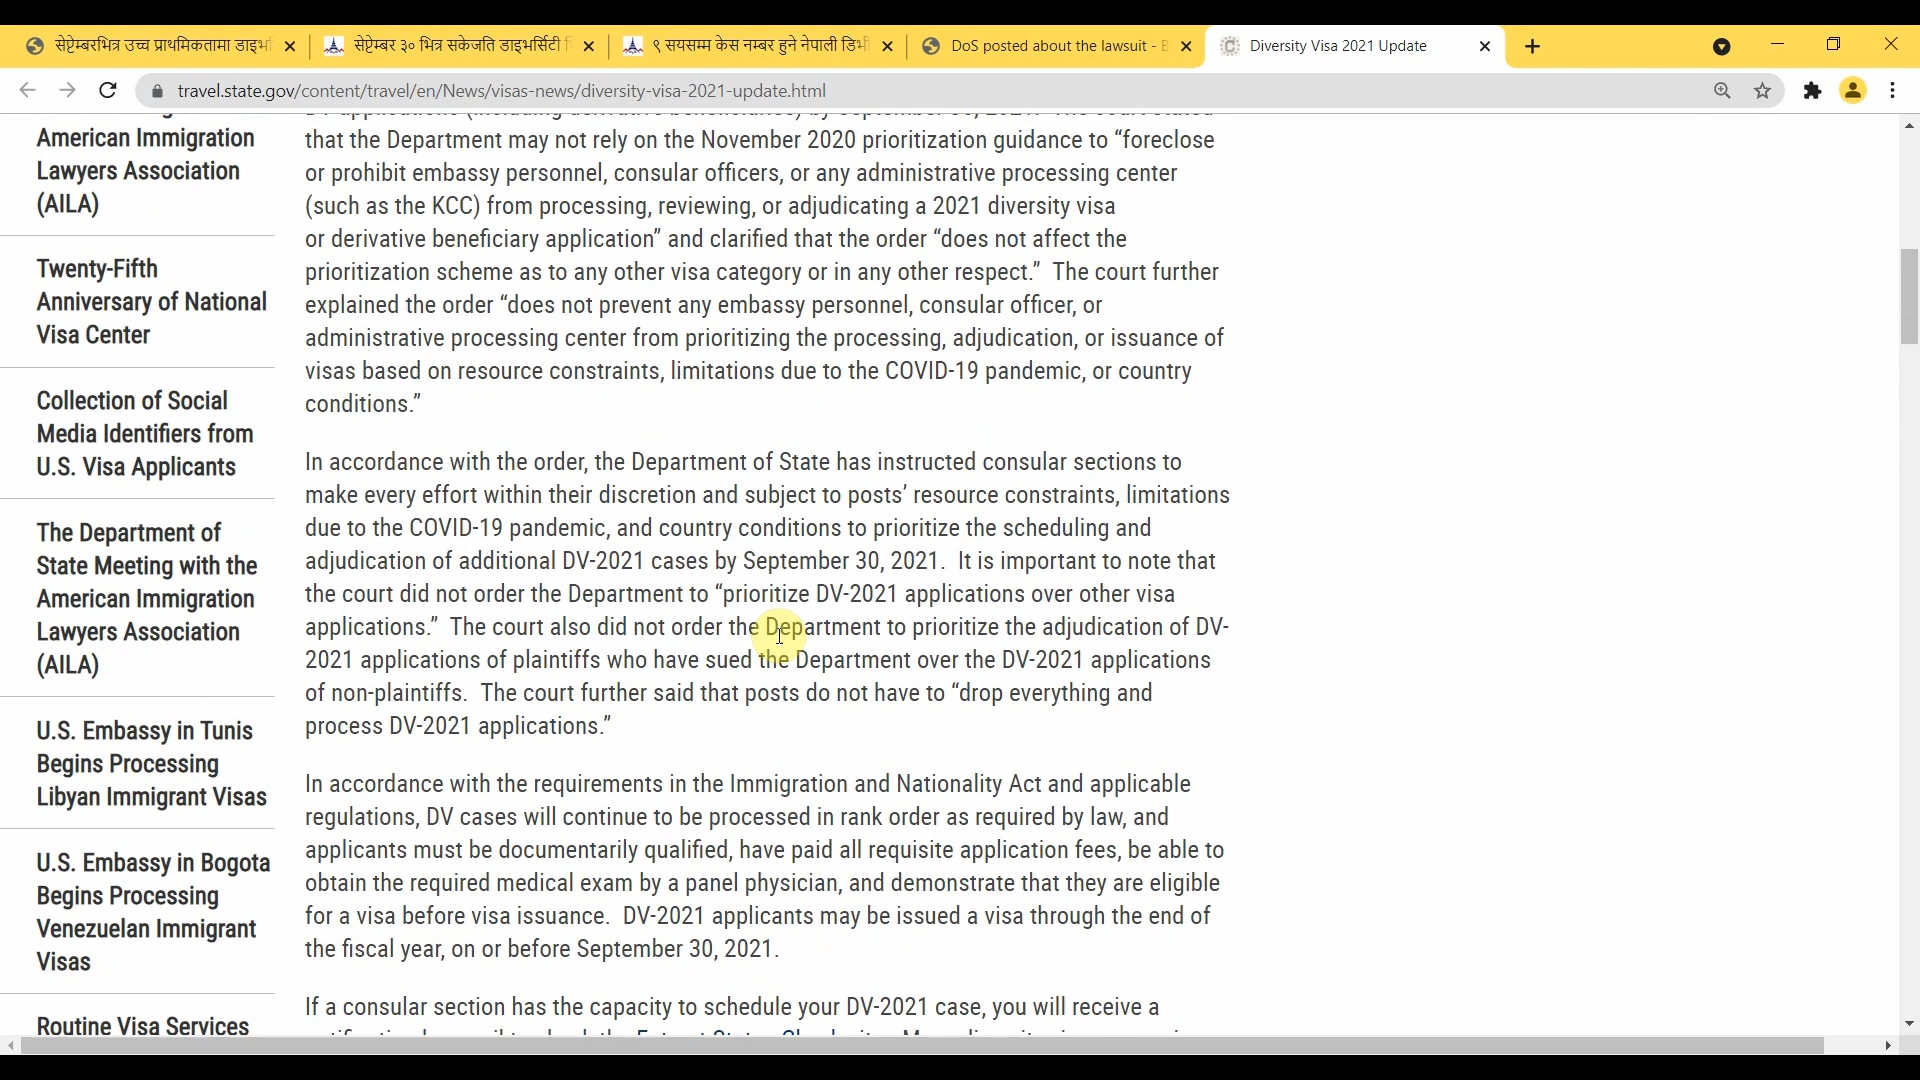 सेप्टेम्बरभित्र उच्च प्राथमिकतामा डाइभ
सेप्टेम्बर ३० भित्र सकेजति डाइभर्सिटी
९ सयसम्म केस नम्बर हुने नेपाली डिभी
DoS posted about the lawsuit - B
Diversity Visa 2021 Update
travel.state.gov/content/travel/en/News/visas-news/diversity-visa-2021-update.html
American Immigration
Lawyers Association
(AILA)
Twenty-Fifth
Anniversary of National
Visa Center
Collection of Social
Media Identifiers from
U.S. Visa Applicants
The Department of
State Meeting with the
American Immigration
Lawyers Association
(AILA)
U.S. Embassy in Tunis
Begins Processing
Libyan Immigrant Visas
U.S. Embassy in Bogota
Begins Processing
Venezuelan Immigrant
Visas
Routine Visa Services
that the Department may not rely on the November 2020 prioritization guidance to “foreclose
or prohibit embassy personnel, consular officers, or any administrative processing center
(such as the KCC) from processing, reviewing, or adjudicating a 2021 diversity visa
or derivative beneficiary application” and clarified that the order “does not affect the
prioritization scheme as to any other visa category or in any other respect.”  The court further
explained the order “does not prevent any embassy personnel, consular officer, or
administrative processing center from prioritizing the processing, adjudication, or issuance of
visas based on resource constraints, limitations due to the COVID-19 pandemic, or country
conditions.”
In accordance with the order, the Department of State has instructed consular sections to
make every effort within their discretion and subject to posts’ resource constraints, limitations
due to the COVID-19 pandemic, and country conditions to prioritize the scheduling and
adjudication of additional DV-2021 cases by September 30, 2021.  It is important to note that
the court did not order the Department to “prioritize DV-2021 applications over other visa
applications.”  The court also did not order the Department to prioritize the adjudication of DV-
2021 applications of plaintiffs who have sued the Department over the DV-2021 applications
of non-plaintiffs.  The court further said that posts do not have to “drop everything and
process DV-2021 applications.”
In accordance with the requirements in the Immigration and Nationality Act and applicable
regulations, DV cases will continue to be processed in rank order as required by law, and
applicants must be documentarily qualified, have paid all requisite application fees, be able to
obtain the required medical exam by a panel physician, and demonstrate that they are eligible
for a visa before visa issuance.  DV-2021 applicants may be issued a visa through the end of
the fiscal year, on or before September 30, 2021.
If a consular section has the capacity to schedule your DV-2021 case, you will receive a